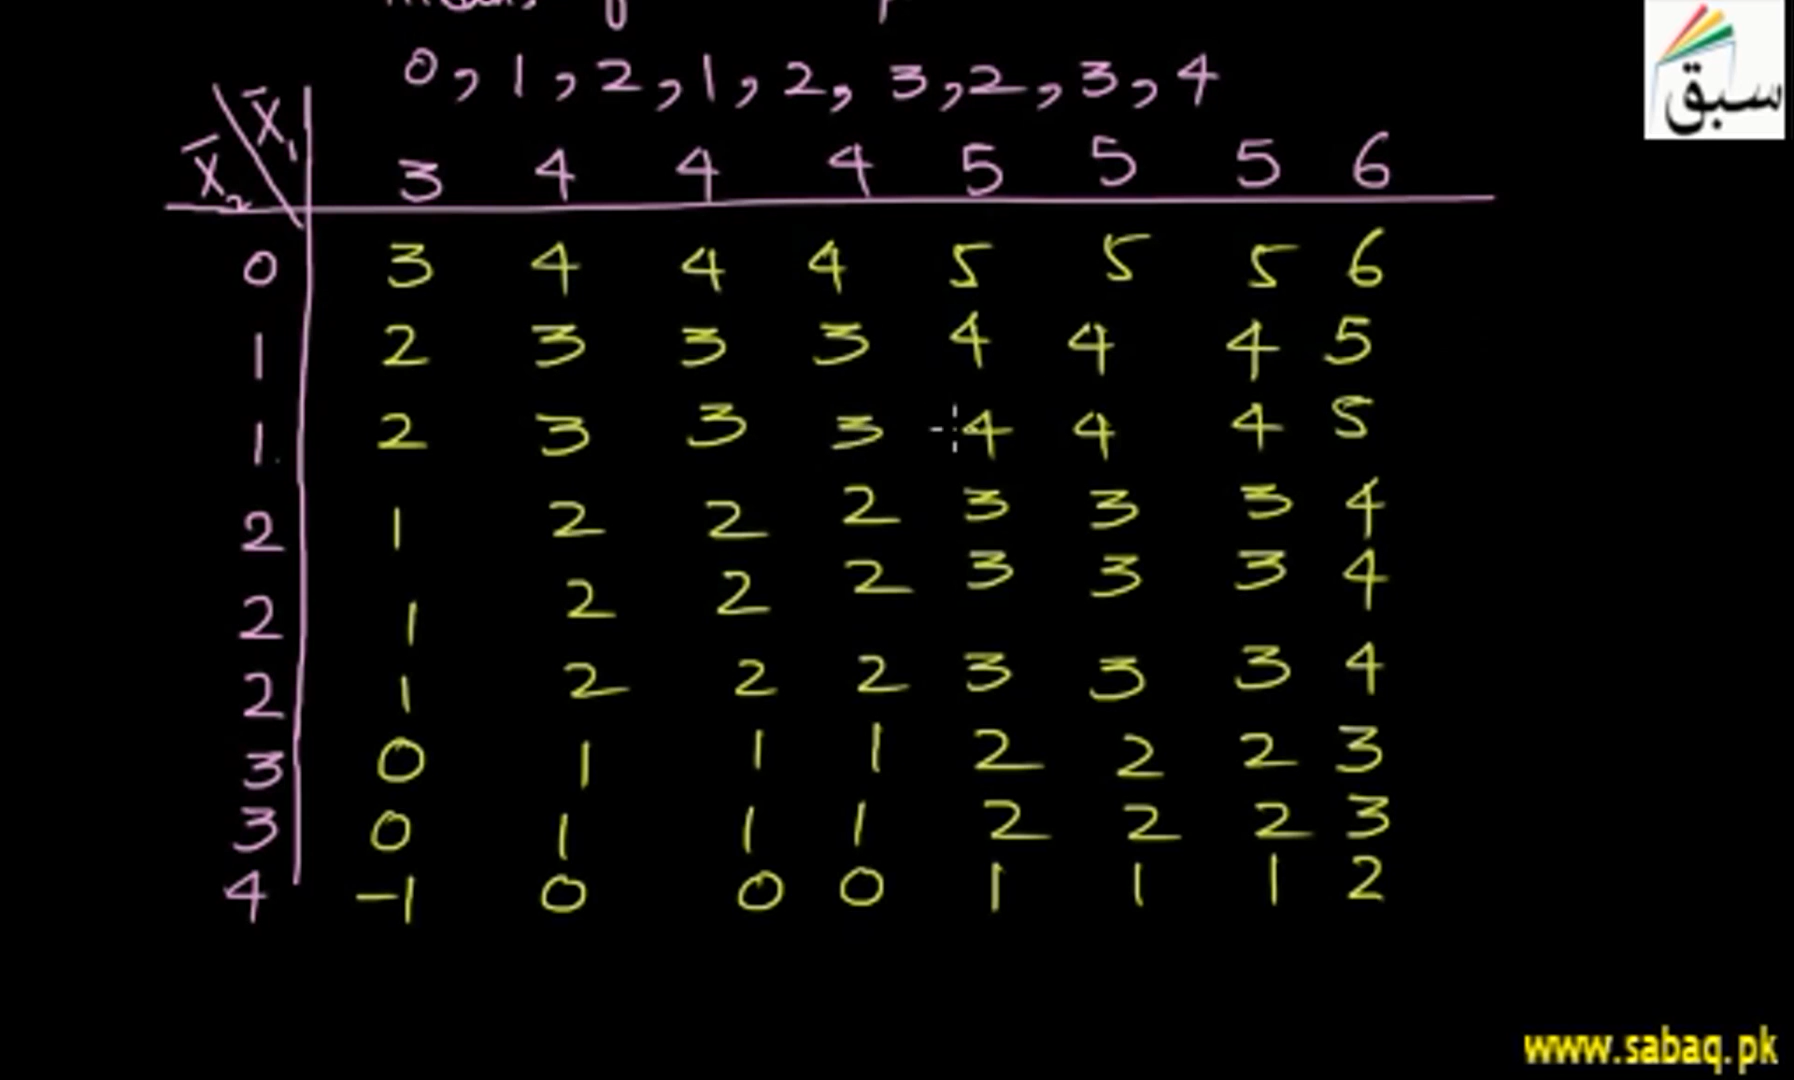 0, 1, 2, 1, 2, 3, 2, 3, 4
سبق
X̄₂ \ X̄₁ 3 4 4 4 5 5 5 6
0 3 4 4 4 5 5 5 6
1 2 3 3 3 4 4 4 5
1 2 3 3 3 4 4 4 5
2 1 2 2 2 3 3 3 4
2 1 2 2 2 3 3 3 4
2 1 2 2 2 3 3 3 4
3 0 1 1 1 2 2 2 3
3 0 1 1 1 2 2 2 3
4 -1 0 0 0 1 1 1 2
www.sabaq.pk